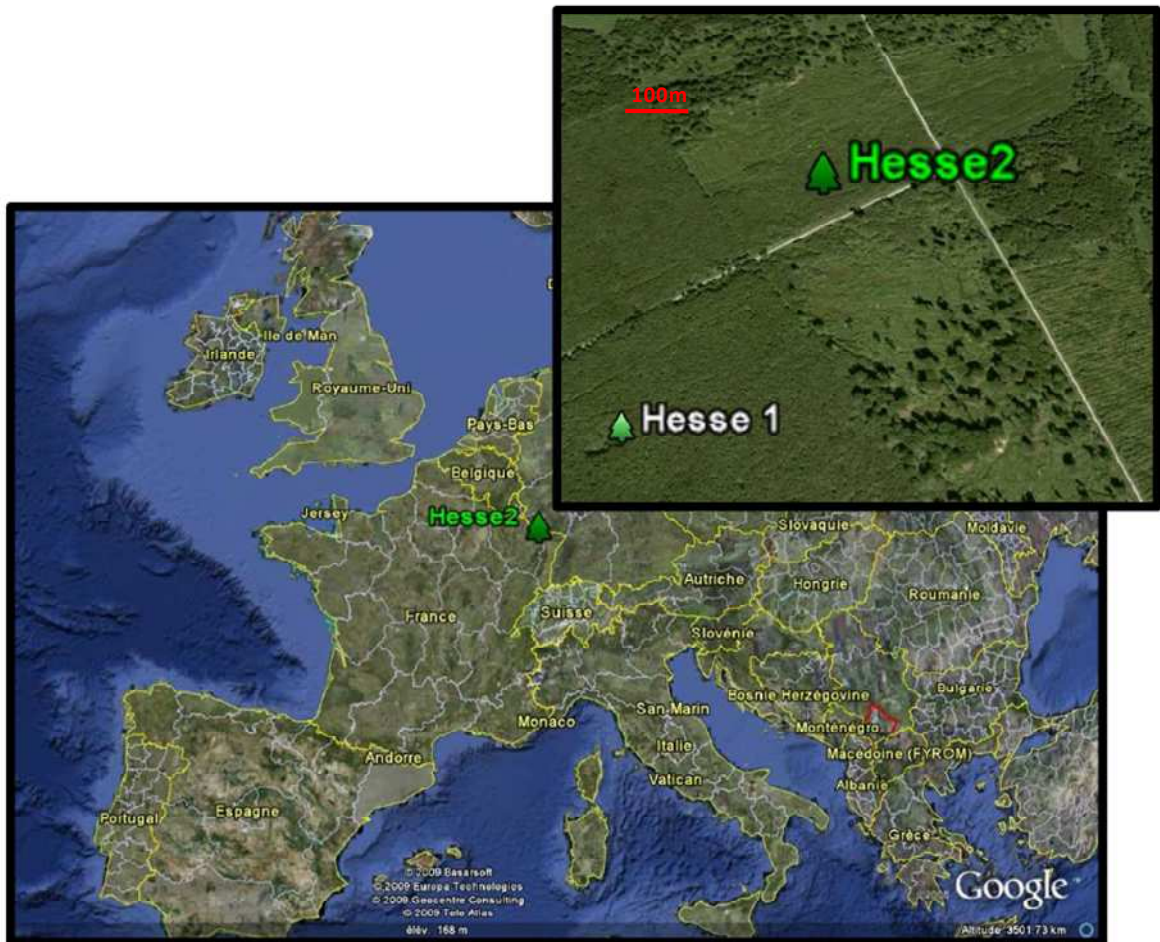 100m
Hesse2
Hesse 1
Ile de Man
Irlande
Royaume-Uni
Pays-Bas
Belgique
Jersey
Hesse2
Slovaquie
Moldavie
Autriche
Hongrie
Roumanie
France
Suisse
Slovénie
Bosnie Herzégovine
Bulgarie
San-Marin
Monaco
Monténégro
Italie
Macédoine (FYROM)
Andorre
Vatican
Albanie
Espagne
Portugal
Grèce
© 2009 Basarsoft
© 2009 Europa Technologies
© 2009 Geocentre Consulting
© 2009 Tele Atlas
Google
élév. 168 m
Altitude 3501.73 km